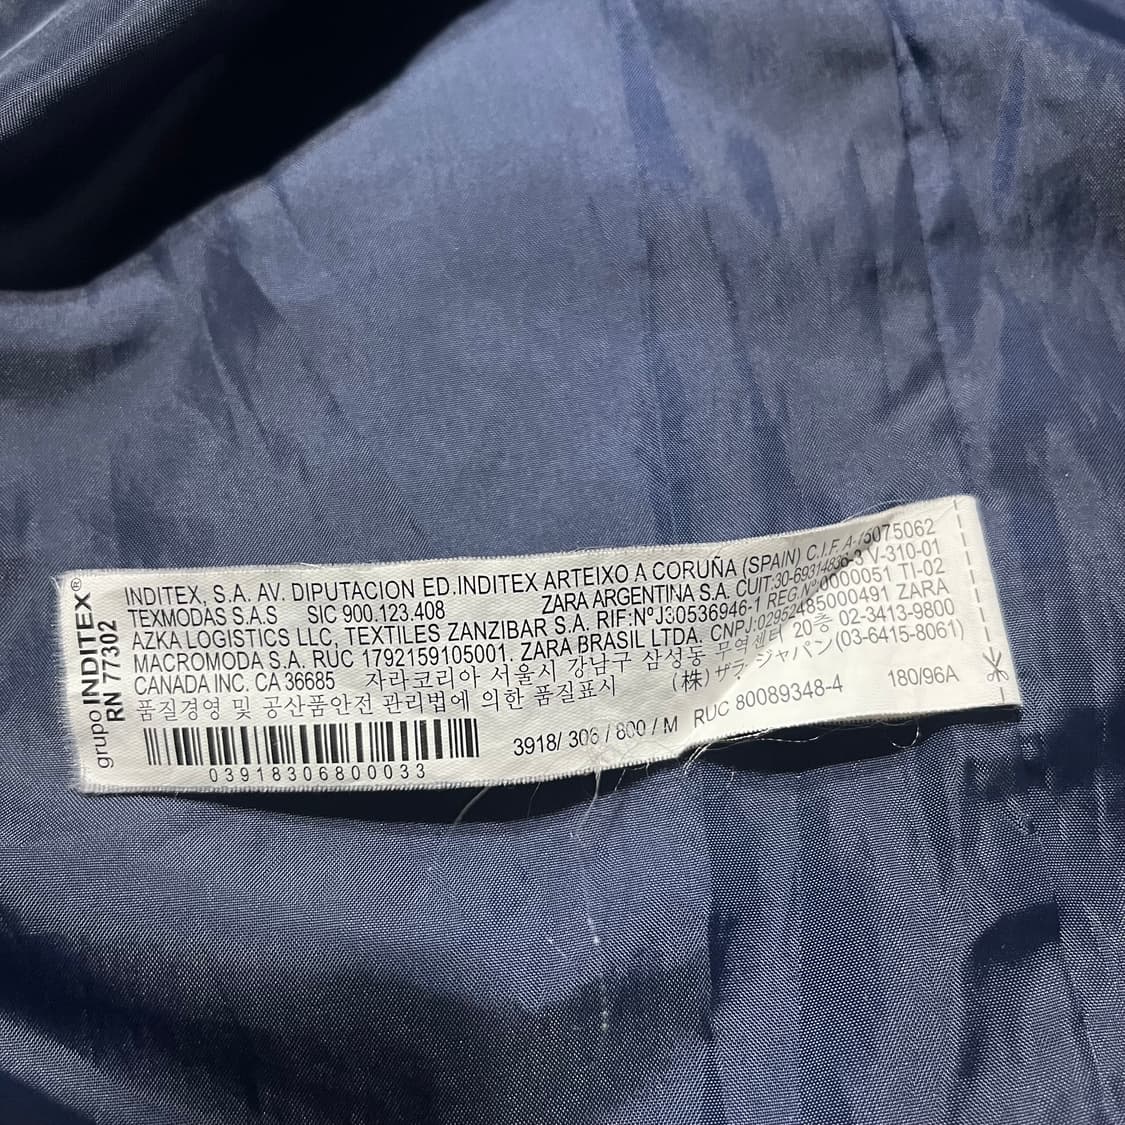 grupo INDITEX®
RN 77302
INDITEX, S.A. AV. DIPUTACION ED.INDITEX ARTEIXO A CORUÑA (SPAIN) C.I.F. A-75075062
TEXMODAS S.A.S SIC 900.123.408 ZARA ARGENTINA S.A. CUIT:30-69314836-3 V-310-01
AZKA LOGISTICS LLC, TEXTILES ZANZIBAR S.A. RIF:NºJ30536946-1 REG.Nº0000051 TI-02
MACROMODA S.A. RUC 1792159105001. ZARA BRASIL LTDA. CNPJ:02952485000491 ZARA
CANADA INC. CA 36685 자라코리아 서울시 강남구 삼성동 무역센터 20층 02-3413-9800
품질경영 및 공산품안전 관리법에 의한 품질표시 (株) ザラ ジャパン(03-6415-8061)
3918/ 306 / 800 / M RUC 80089348-4 180/96A
03918306800033